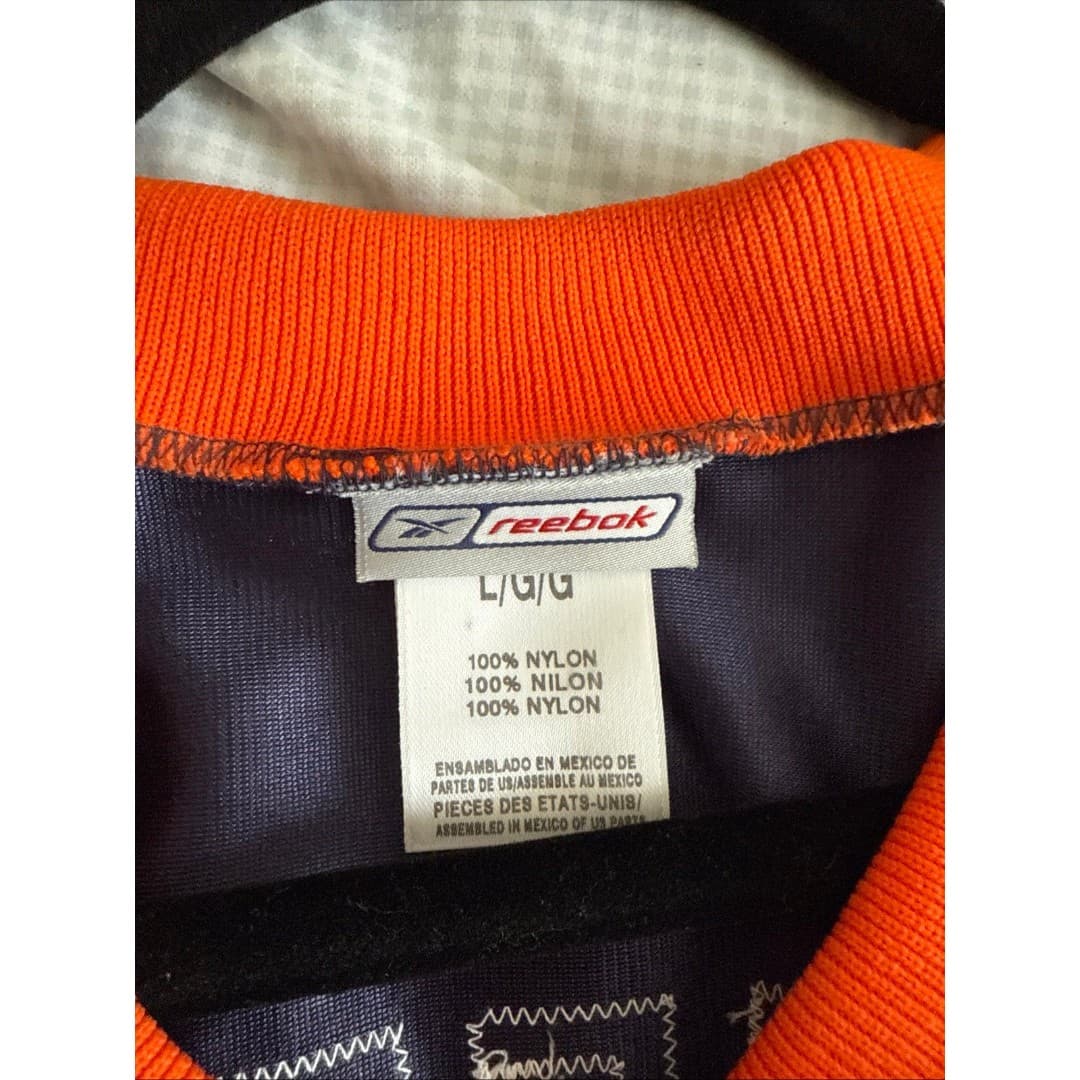 reebok
L/G/G
100% NYLON
100% NILON
100% NYLON
ENSAMBLADO EN MEXICO DE
PARTES DE US/ASSEMBLE AU MEXICO
PIECES DES ETATS-UNIS/
ASSEMBLED IN MEXICO OF US PARTS